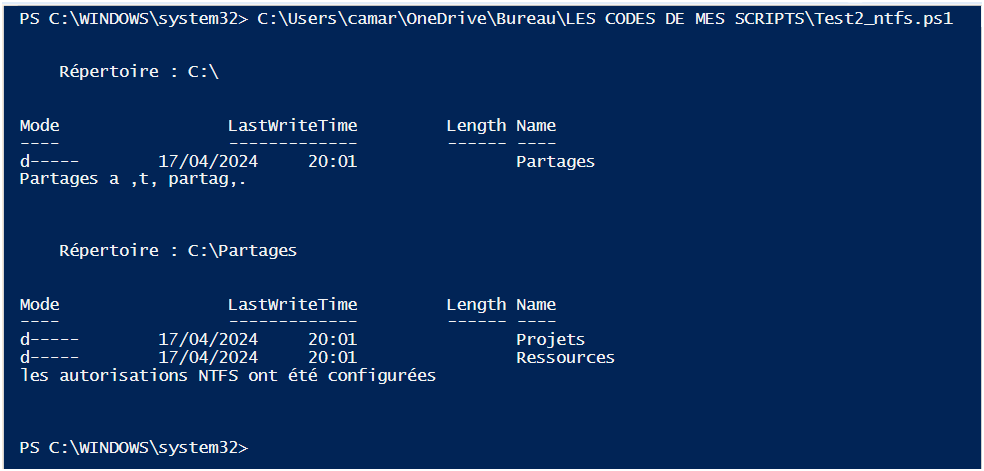 PS C:\WINDOWS\system32> C:\Users\camar\OneDrive\Bureau\LES CODES DE MES SCRIPTS\Test2_ntfs.ps1
Répertoire : C:\
Mode LastWriteTime Length Name
---- ------------- ------ ----
d----- 17/04/2024 20:01 Partages
Partages a ‚t‚ partag‚.
Répertoire : C:\Partages
Mode LastWriteTime Length Name
---- ------------- ------ ----
d----- 17/04/2024 20:01 Projets
d----- 17/04/2024 20:01 Ressources
les autorisations NTFS ont été configurées
PS C:\WINDOWS\system32>